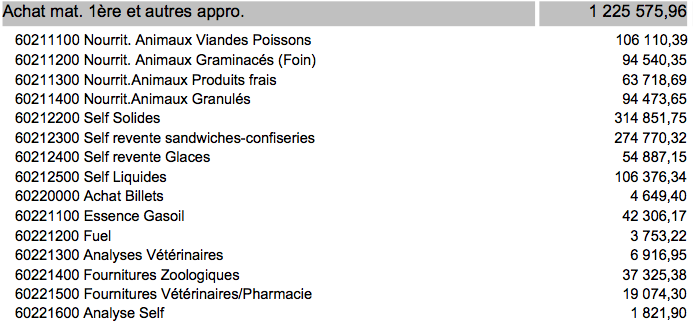 Achat mat. 1ère et autres appro. 1 225 575,96
60211100 Nourrit. Animaux Viandes Poissons 106 110,39
60211200 Nourrit. Animaux Graminacés (Foin) 94 540,35
60211300 Nourrit.Animaux Produits frais 63 718,69
60211400 Nourrit.Animaux Granulés 94 473,65
60212200 Self Solides 314 851,75
60212300 Self revente sandwiches-confiseries 274 770,32
60212400 Self revente Glaces 54 887,15
60212500 Self Liquides 106 376,34
60220000 Achat Billets 4 649,40
60221100 Essence Gasoil 42 306,17
60221200 Fuel 3 753,22
60221300 Analyses Vétérinaires 6 916,95
60221400 Fournitures Zoologiques 37 325,38
60221500 Fournitures Vétérinaires/Pharmacie 19 074,30
60221600 Analyse Self 1 821,90